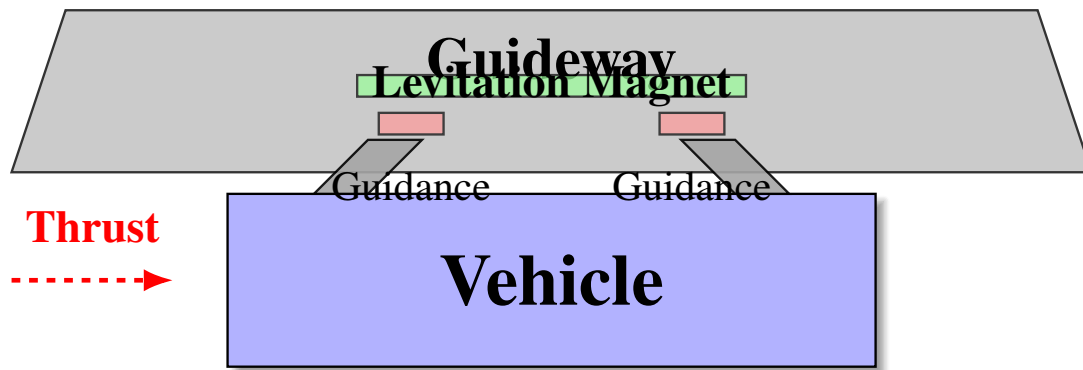 Guideway
Levitation Magnet
Guidance
Guidance
Thrust
Vehicle